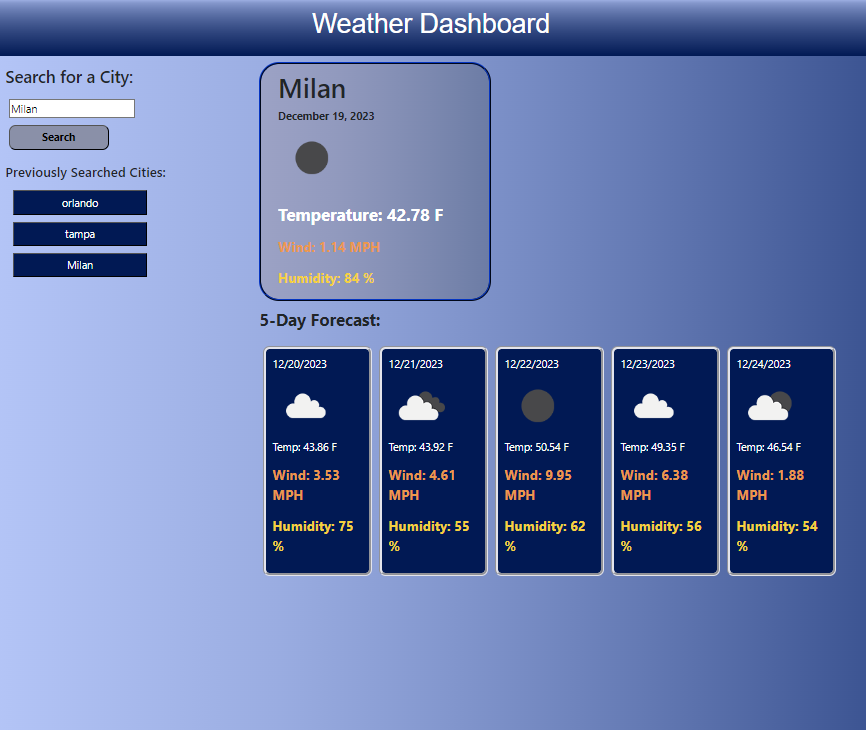 Weather Dashboard
Search for a City:
Milan
Search
Previously Searched Cities:
orlando
tampa
Milan
Milan
December 19, 2023
Temperature: 42.78 F
Wind: 1.14 MPH
Humidity: 84 %
5-Day Forecast:
12/20/2023
Temp: 43.86 F
Wind: 3.53
MPH
Humidity: 75
%
12/21/2023
Temp: 43.92 F
Wind: 4.61
MPH
Humidity: 55
%
12/22/2023
Temp: 50.54 F
Wind: 9.95
MPH
Humidity: 62
%
12/23/2023
Temp: 49.35 F
Wind: 6.38
MPH
Humidity: 56
%
12/24/2023
Temp: 46.54 F
Wind: 1.88
MPH
Humidity: 54
%